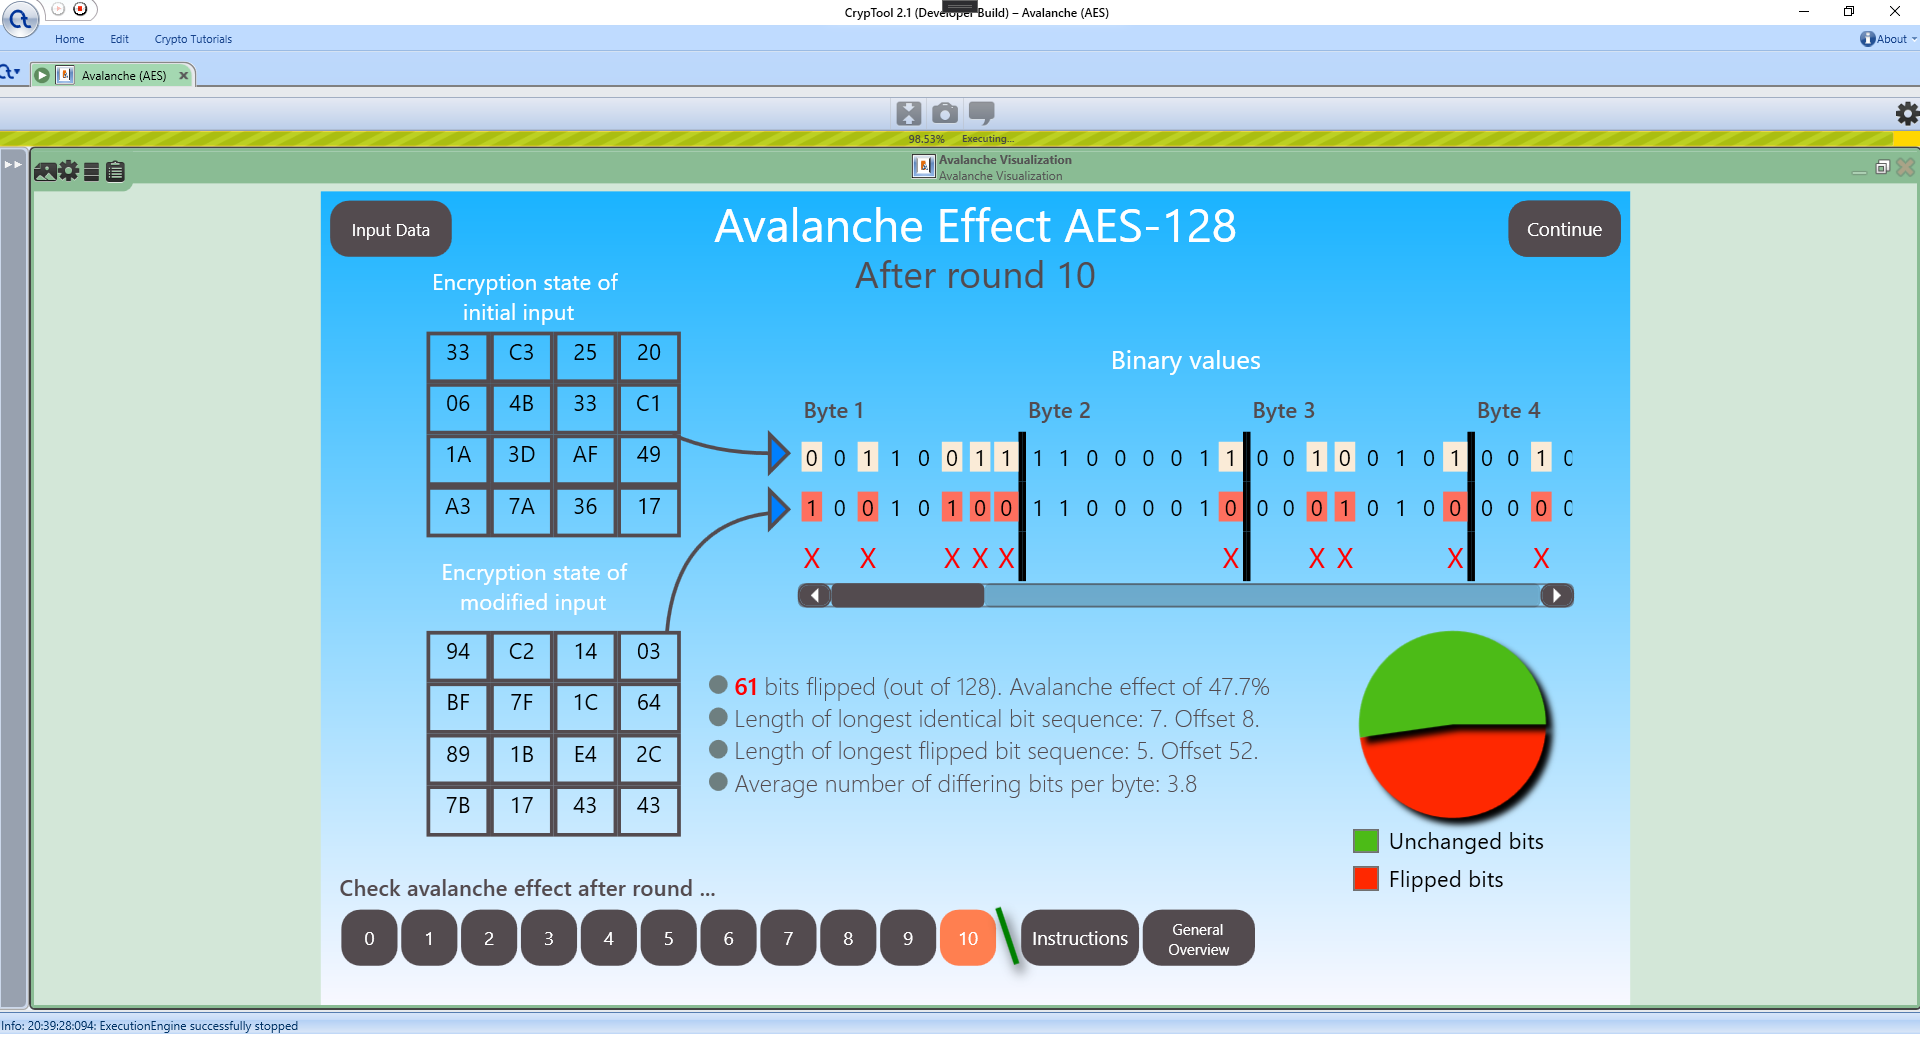 CrypTool 2.1 (Developer Build) – Avalanche (AES)
Home Edit Crypto Tutorials
About
Avalanche (AES)
98.53% Executing...
Avalanche Visualization
Avalanche Visualization
Input Data
Avalanche Effect AES-128
Continue
After round 10
Encryption state of
initial input
33 C3 25 20
06 4B 33 C1
1A 3D AF 49
A3 7A 36 17
Binary values
Byte 1 Byte 2 Byte 3 Byte 4
0 0 1 1 0 0 1 1 1 1 0 0 0 0 1 1 0 0 1 0 0 1 0 1 0 0 1 0
1 0 0 1 0 1 0 0 1 1 0 0 0 0 1 0 0 0 0 1 0 1 0 0 0 0 0 0
X X X X X X X X X X
Encryption state of
modified input
94 C2 14 03
BF 7F 1C 64
89 1B E4 2C
7B 17 43 43
61 bits flipped (out of 128). Avalanche effect of 47.7%
Length of longest identical bit sequence: 7. Offset 8.
Length of longest flipped bit sequence: 5. Offset 52.
Average number of differing bits per byte: 3.8
Unchanged bits
Flipped bits
Check avalanche effect after round ...
0 1 2 3 4 5 6 7 8 9 10 Instructions General
Overview
Info: 20:39:28:094: ExecutionEngine successfully stopped